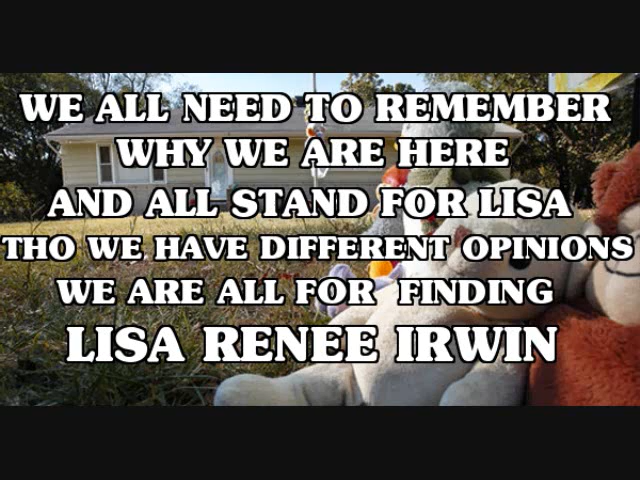 WE ALL NEED TO REMEMBER
WHY WE ARE HERE
AND ALL STAND FOR LISA
THO WE HAVE DIFFERENT OPINIONS
WE ARE ALL FOR FINDING
LISA RENEE IRWIN